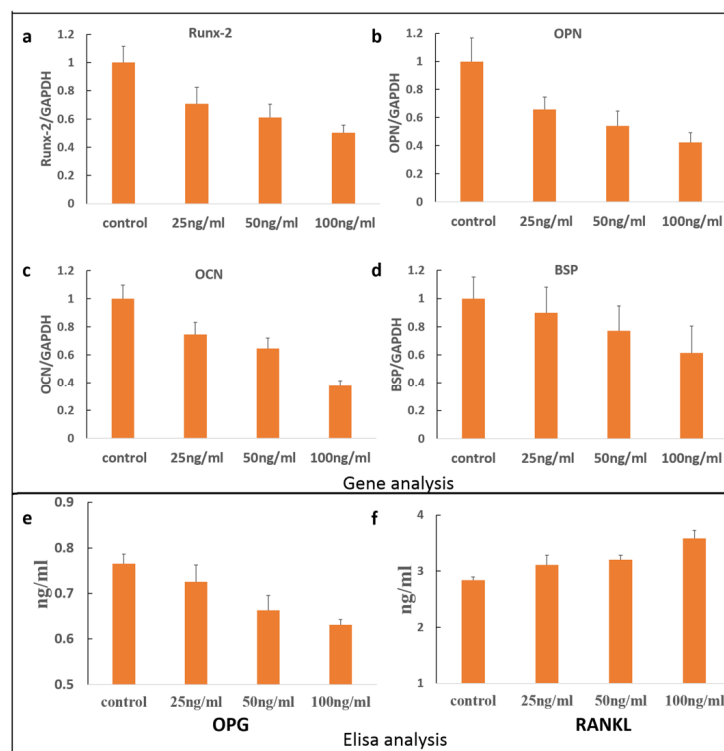 a
Runx-2
Runx-2/GAPDH
1.2
1
0.8
0.6
0.4
0.2
0
control 25ng/ml 50ng/ml 100ng/ml
b
OPN
OPN/GAPDH
1.2
1
0.8
0.6
0.4
0.2
0
control 25ng/ml 50ng/ml 100ng/ml
c
OCN
OCN/GAPDH
1.2
1
0.8
0.6
0.4
0.2
0
control 25ng/ml 50ng/ml 100ng/ml
d
BSP
BSP/GAPDH
1.2
1
0.8
0.6
0.4
0.2
0
control 25ng/ml 50ng/ml 100ng/ml
Gene analysis
e
ng/ml
0.9
0.8
0.7
0.6
0.5
control 25ng/ml 50ng/ml 100ng/ml
OPG
f
ng/ml
4
3
2
1
control 25ng/ml 50ng/ml 100ng/ml
RANKL
Elisa analysis